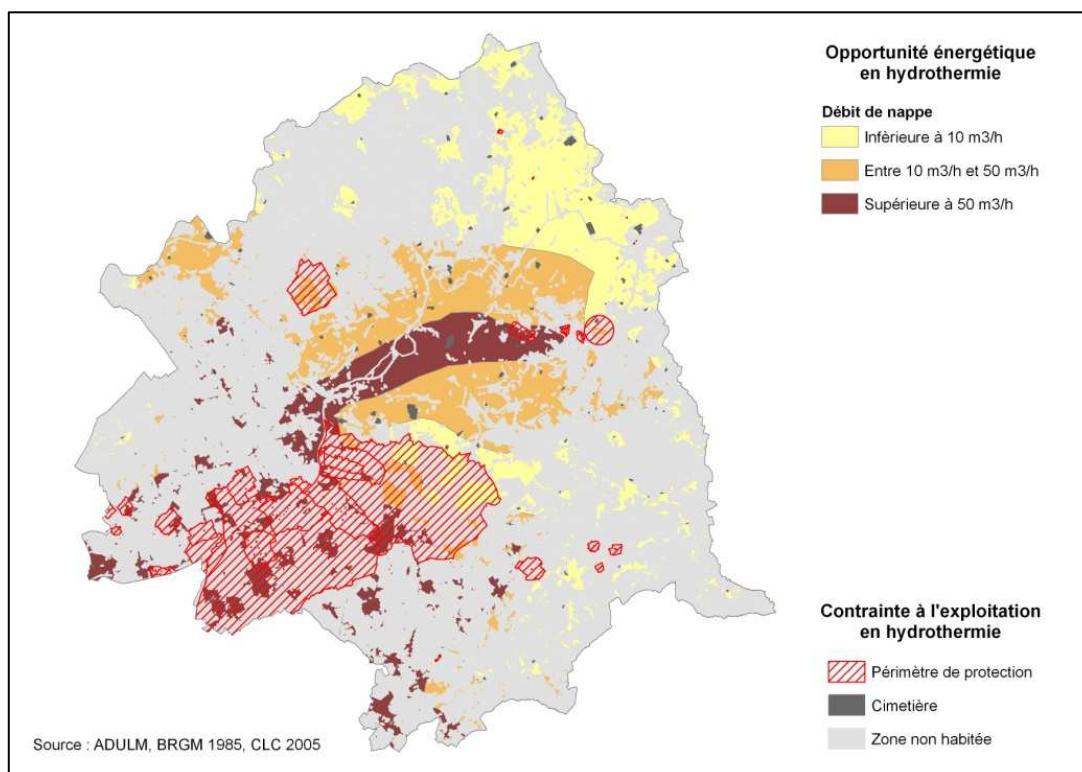 Opportunité énergétique
en hydrothermie
Débit de nappe
Inférieure à 10 m3/h
Entre 10 m3/h et 50 m3/h
Supérieure à 50 m3/h
Contrainte à l'exploitation
en hydrothermie
Périmètre de protection
Cimetière
Zone non habitée
Source : ADULM, BRGM 1985, CLC 2005